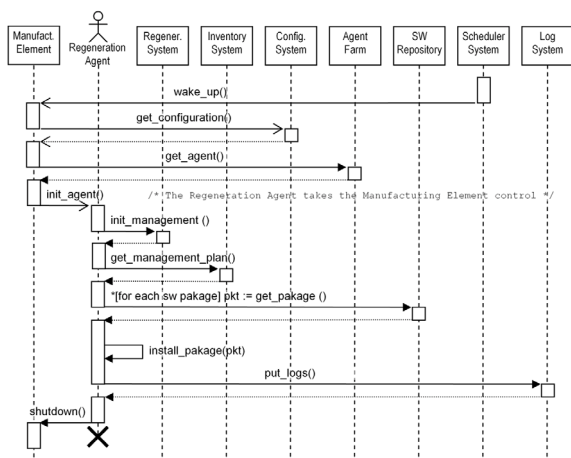 Manufact.
Element
Regeneration
Agent
Regener.
System
Inventory
System
Config.
System
Agent
Farm
SW
Repository
Scheduler
System
Log
System
wake_up()
get_configuration()
get_agent()
init_agent()
/* The Regeneration Agent takes the Manufacturing Element control */
init_management ()
get_management_plan()
*[for each sw pakage] pkt := get_pakage ()
install_pakage(pkt)
put_logs()
shutdown()